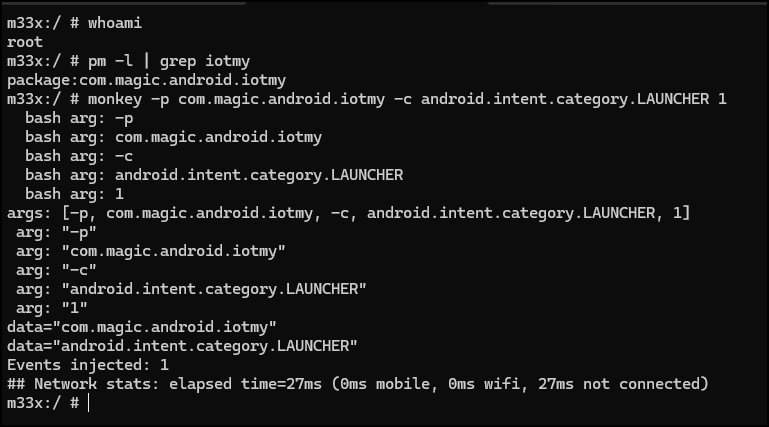 m33x:/ # whoami
root
m33x:/ # pm -l | grep iotmy
package:com.magic.android.iotmy
m33x:/ # monkey -p com.magic.android.iotmy -c android.intent.category.LAUNCHER 1
  bash arg: -p
  bash arg: com.magic.android.iotmy
  bash arg: -c
  bash arg: android.intent.category.LAUNCHER
  bash arg: 1
args: [-p, com.magic.android.iotmy, -c, android.intent.category.LAUNCHER, 1]
 arg: "-p"
 arg: "com.magic.android.iotmy"
 arg: "-c"
 arg: "android.intent.category.LAUNCHER"
 arg: "1"
data="com.magic.android.iotmy"
data="android.intent.category.LAUNCHER"
Events injected: 1
## Network stats: elapsed time=27ms (0ms mobile, 0ms wifi, 27ms not connected)
m33x:/ #